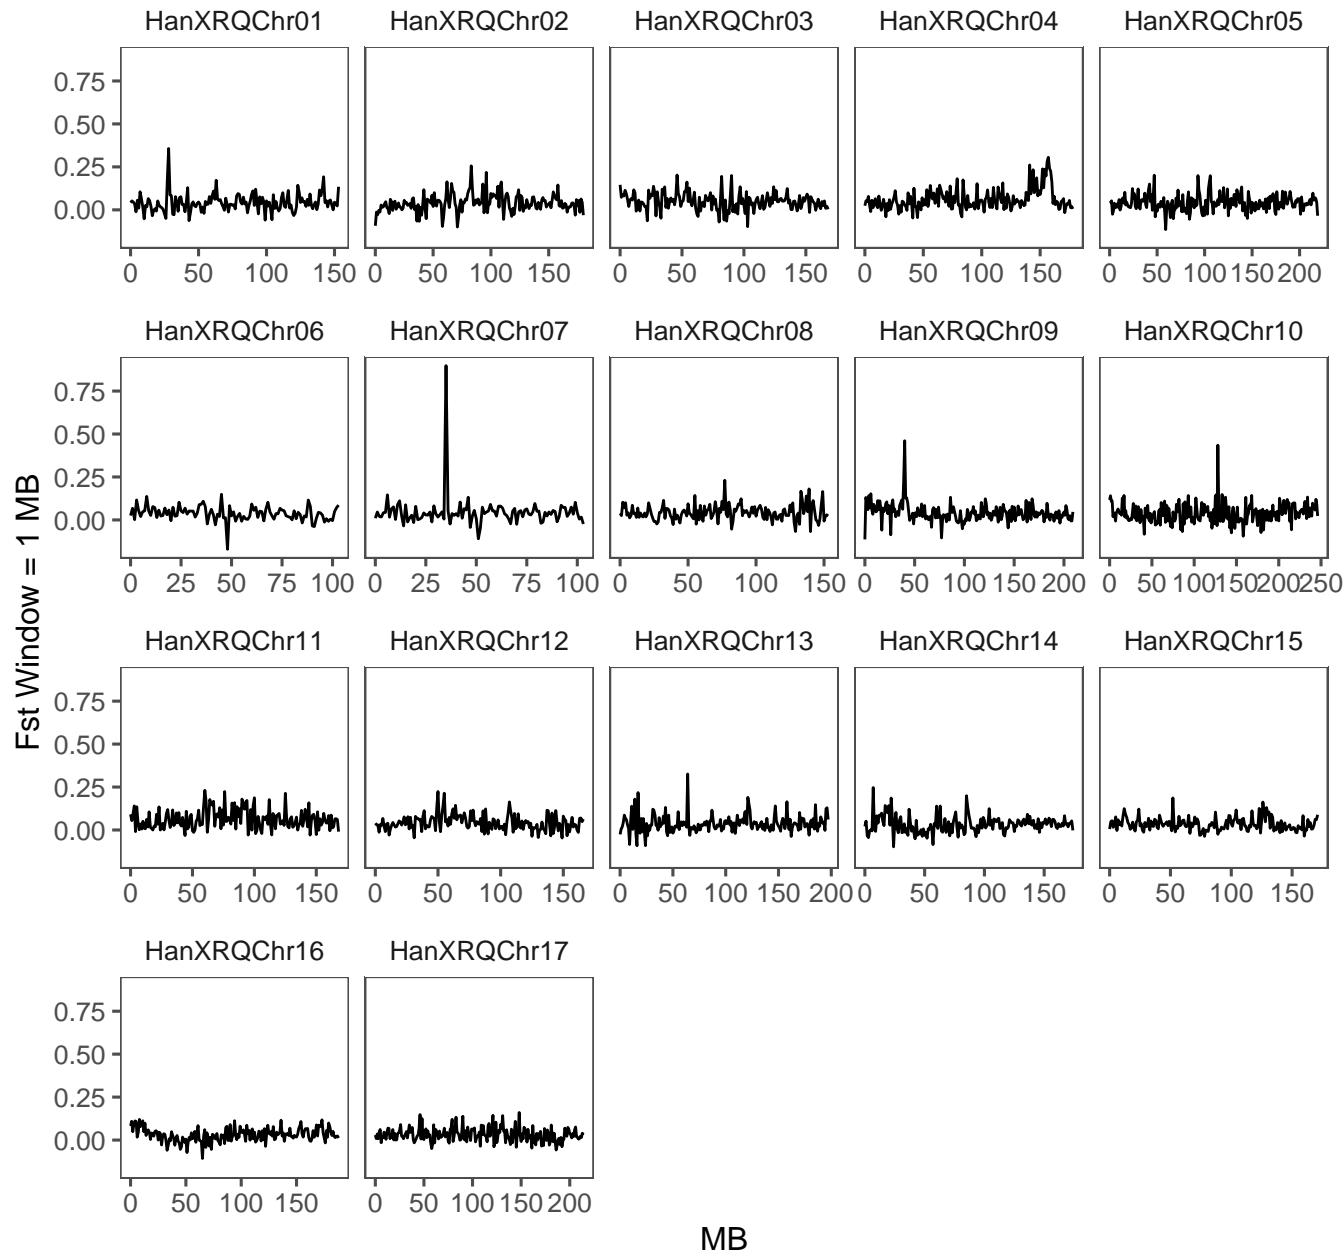 HanXRQChr01 HanXRQChr02 HanXRQChr03 HanXRQChr04 HanXRQChr05
0.75
0.50
0.25
0.00
0 50 100 150 0 50 100 150 0 50 100 150 0 50 100 150 0 50 100 150 200
HanXRQChr06 HanXRQChr07 HanXRQChr08 HanXRQChr09 HanXRQChr10
0.75
0.50
0.25
0.00
0 25 50 75 100 0 25 50 75 100 0 50 100 150 0 50 100 150 200 0 50 100 150 200 250
Fst Window = 1 MB
HanXRQChr11 HanXRQChr12 HanXRQChr13 HanXRQChr14 HanXRQChr15
0.75
0.50
0.25
0.00
0 50 100 150 0 50 100 150 0 50 100 150 200 0 50 100 150 0 50 100 150
HanXRQChr16 HanXRQChr17
0.75
0.50
0.25
0.00
0 50 100 150 0 50 100 150 200
MB